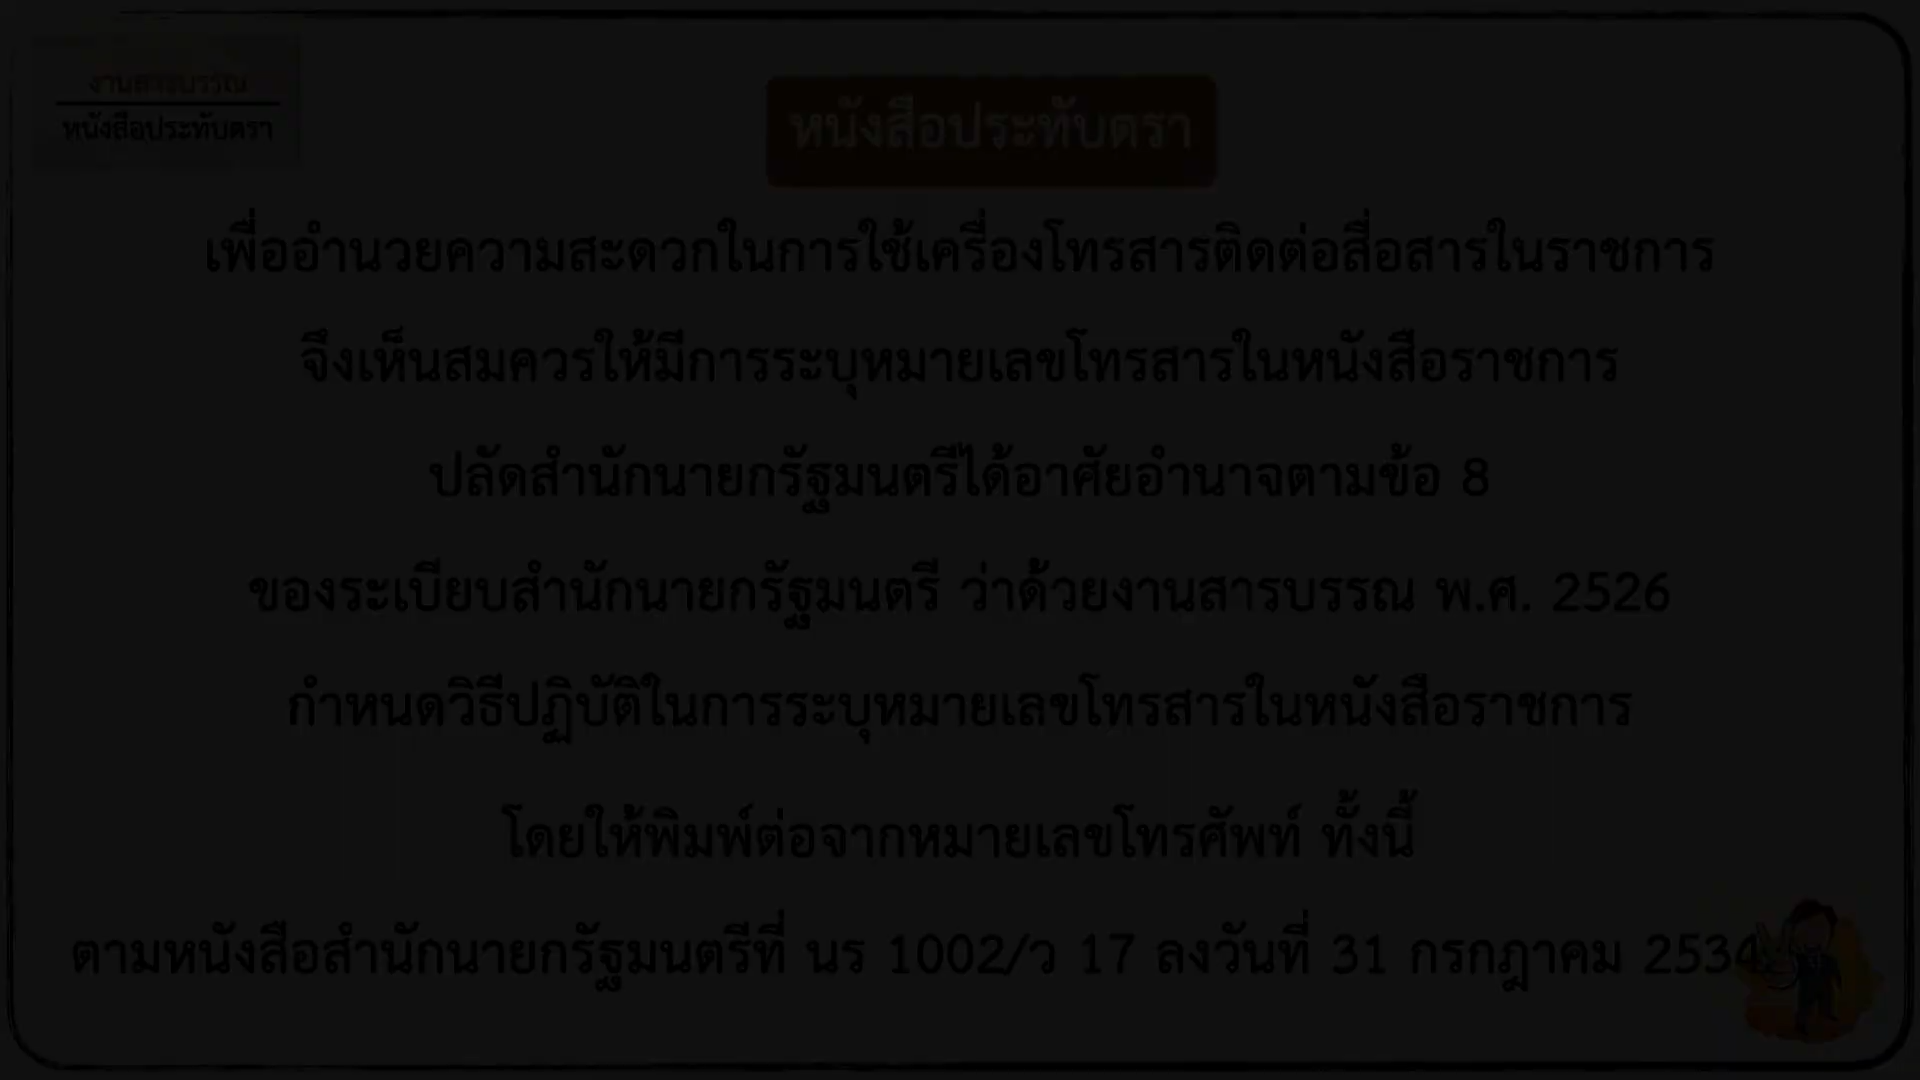 งานสารบรรณ
หนังสือประทับตรา
หนังสือประทับตรา
เพื่ออำนวยความสะดวกในการใช้เครื่องโทรสารติดต่อสื่อสารในราชการ
จึงเห็นสมควรให้มีการระบุหมายเลขโทรสารในหนังสือราชการ
ปลัดสำนักนายกรัฐมนตรีได้อาศัยอำนาจตามข้อ 8
ของระเบียบสำนักนายกรัฐมนตรี ว่าด้วยงานสารบรรณ พ.ศ. 2526
กำหนดวิธีปฏิบัติในการระบุหมายเลขโทรสารในหนังสือราชการ
โดยให้พิมพ์ต่อจากหมายเลขโทรศัพท์ ทั้งนี้
ตามหนังสือสำนักนายกรัฐมนตรีที่ นร 1002/ว 17 ลงวันที่ 31 กรกฎาคม 2534